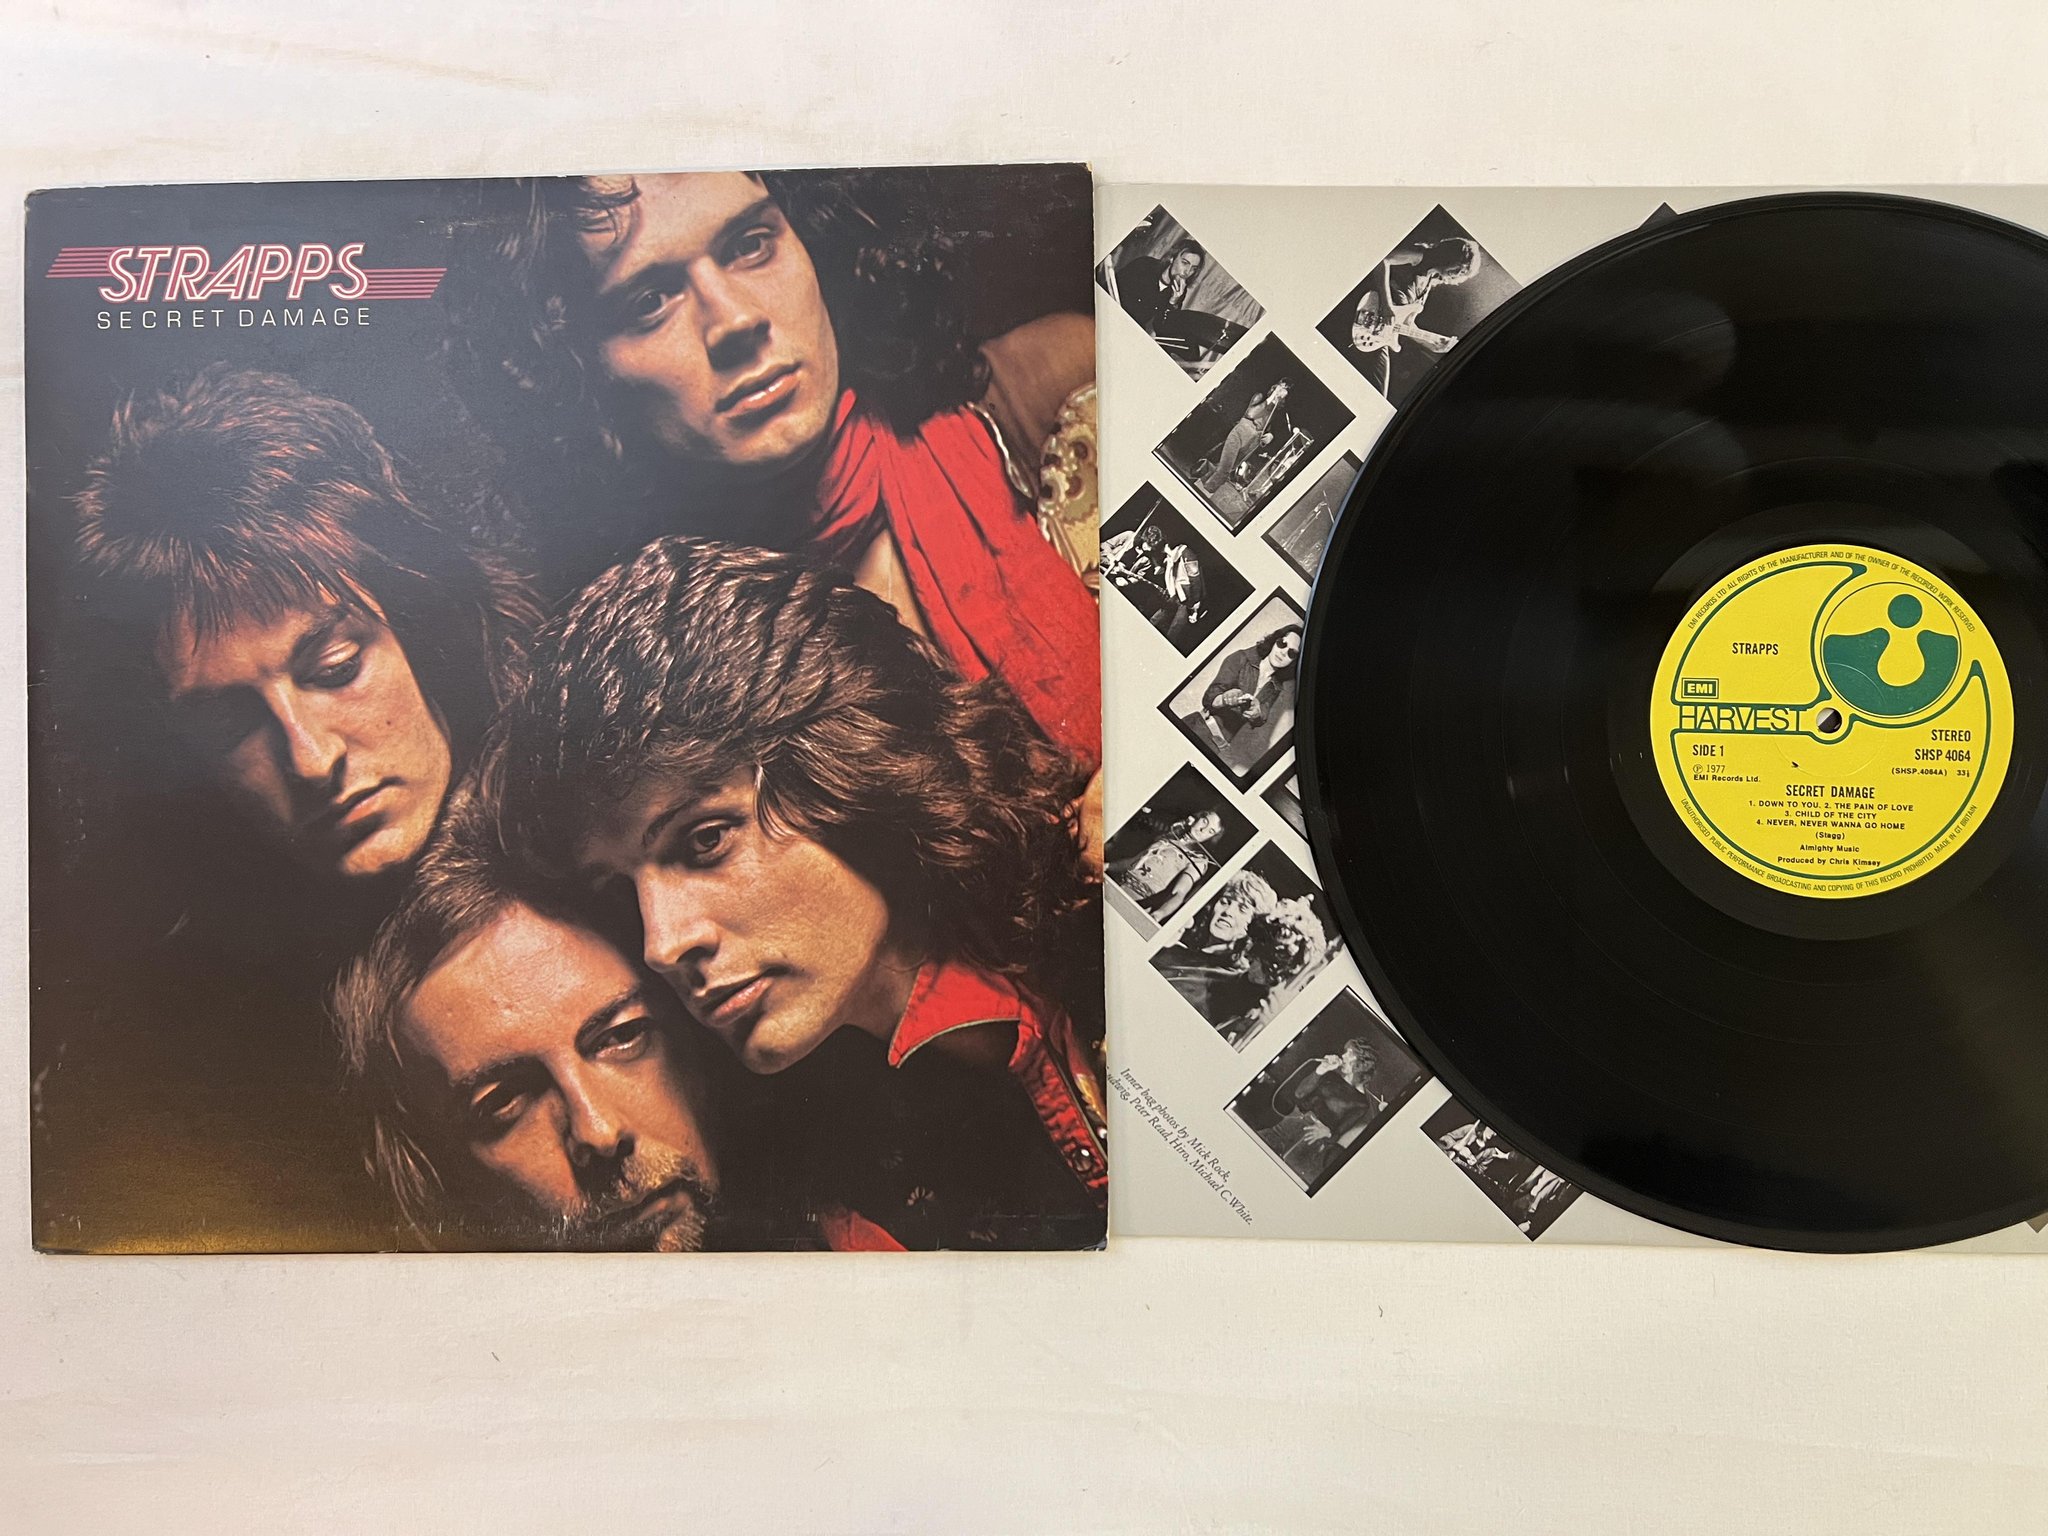 STRAPPS
SECRET DAMAGE
Inner bag photos by Mick Rock,
Peter Read, Hiro, Michael C. White.
EMI RECORDS LTD ALL RIGHTS OF THE MANUFACTURER AND OF THE OWNER OF THE RECORDED WORK RESERVED
STRAPPS
EMI
HARVEST
SIDE 1
STEREO
SHSP 4064
℗ 1977
EMI Records Ltd.
(SHSP.4064A) 33⅓
SECRET DAMAGE
1. DOWN TO YOU. 2. THE PAIN OF LOVE
3. CHILD OF THE CITY
4. NEVER, NEVER WANNA GO HOME
(Stagg)
Almighty Music
Produced by Chris Kimsey
UNAUTHORISED PUBLIC PERFORMANCE BROADCASTING AND COPYING OF THIS RECORD PROHIBITED MADE IN GT BRITAIN